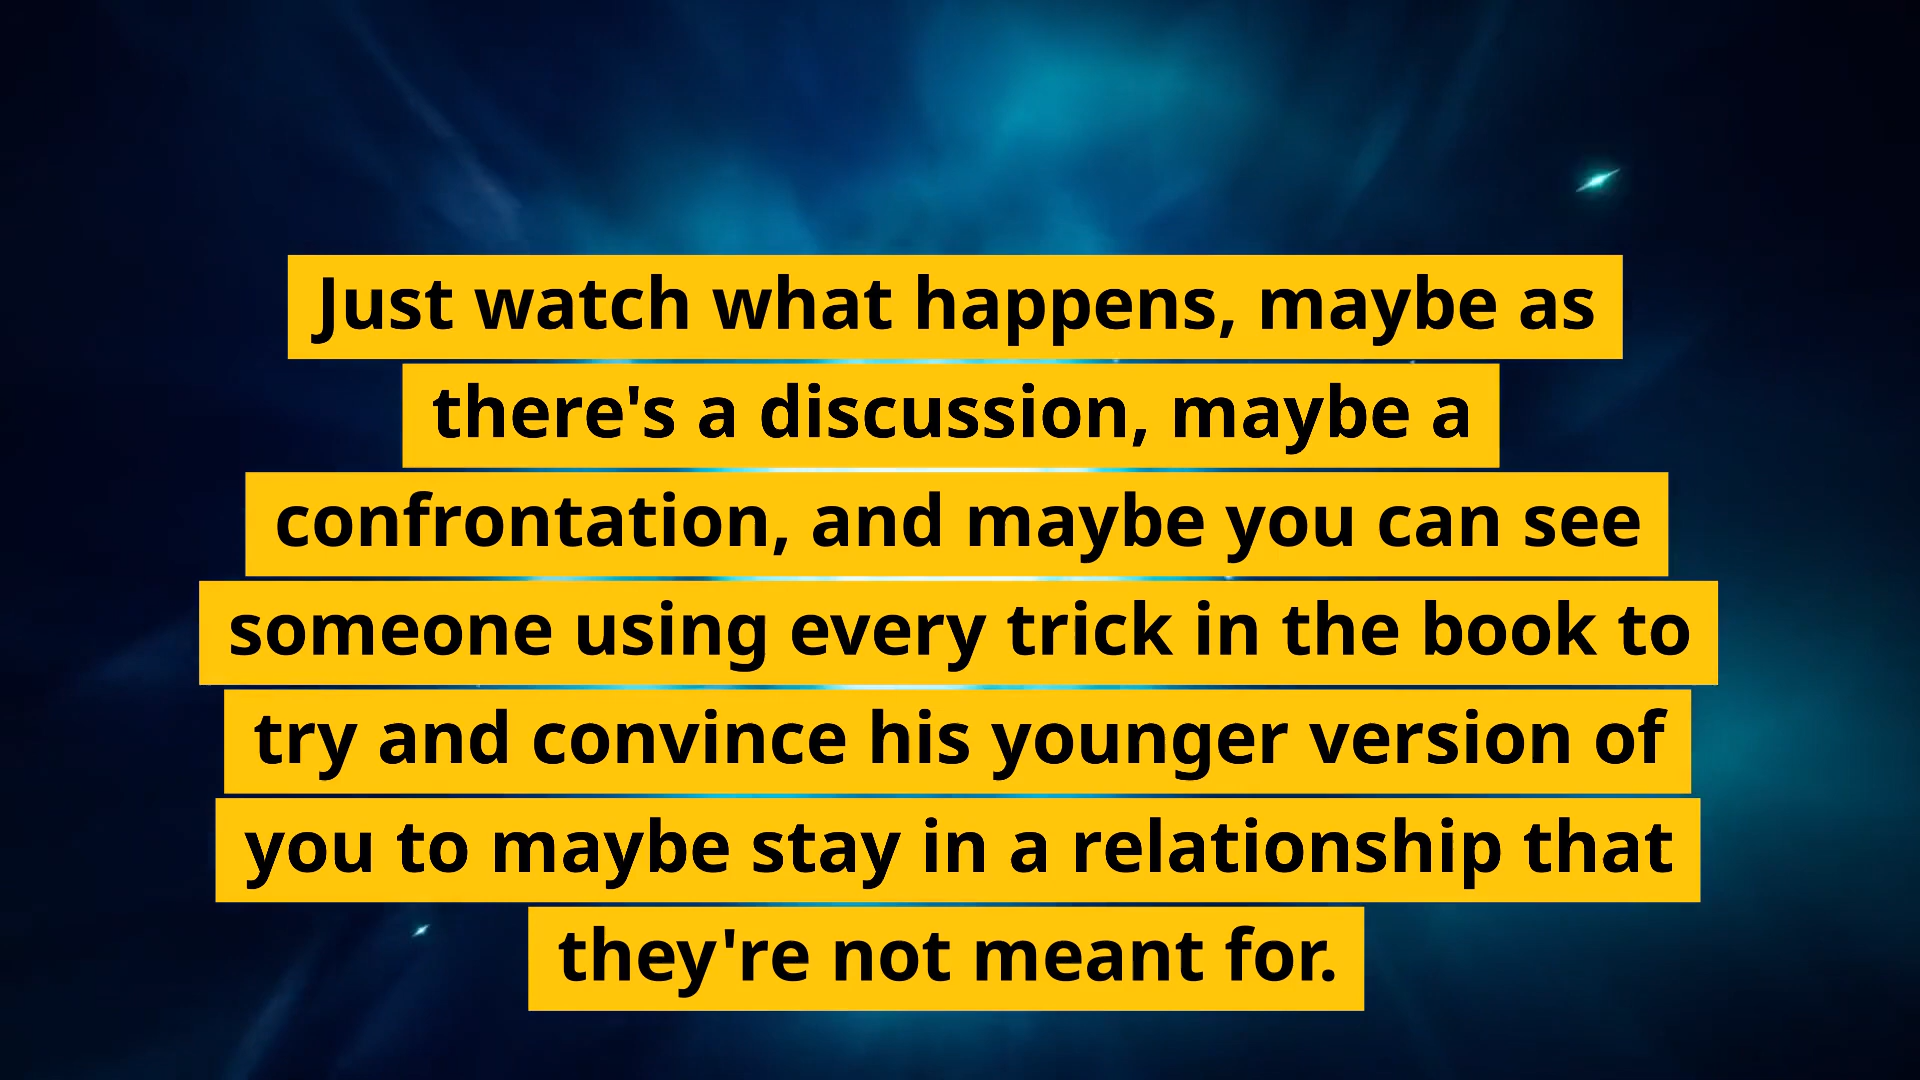 Just watch what happens, maybe as
there's a discussion, maybe a
confrontation, and maybe you can see
someone using every trick in the book to
try and convince his younger version of
you to maybe stay in a relationship that
they're not meant for.